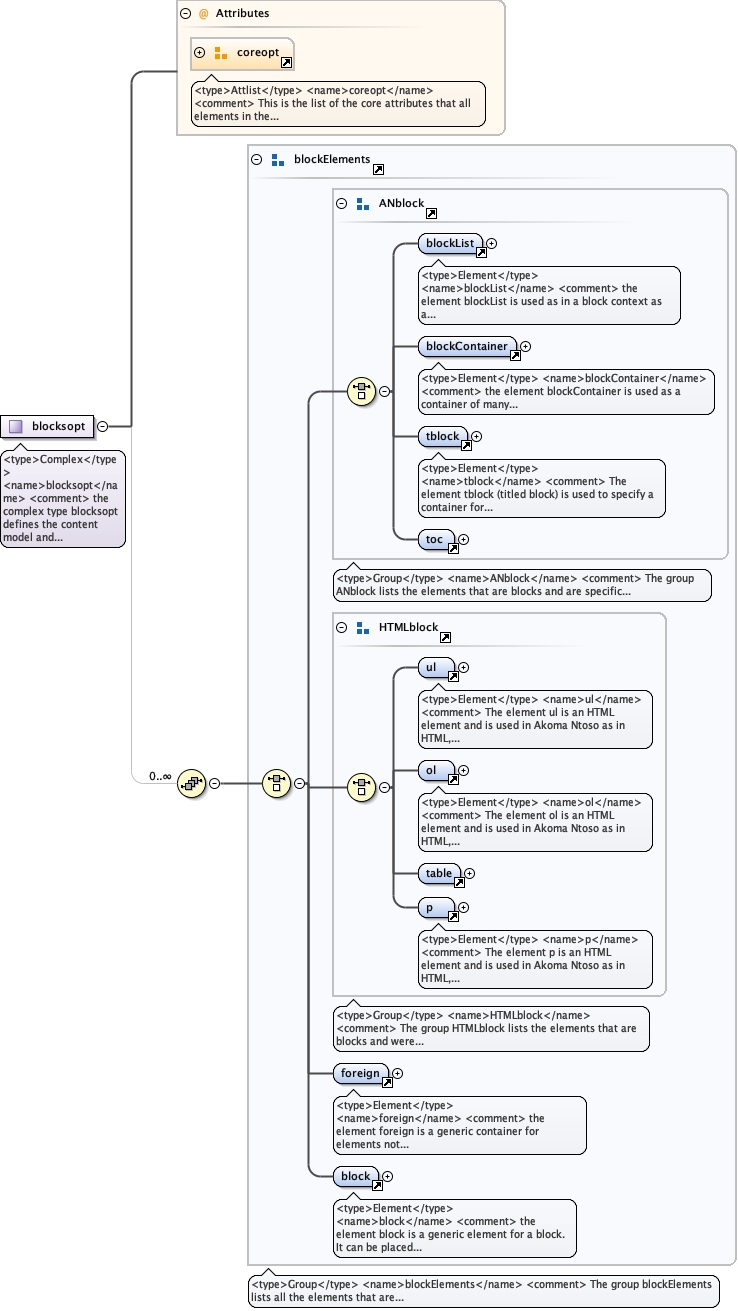 Attributes
coreopt
<type>Attlist</type> <name>coreopt</name>
<comment> This is the list of the core attributes that all
elements in the...
blockElements
ANblock
blockList
<type>Element</type>
<name>blockList</name> <comment> the
element blockList is used as in a block context as
a...
blockContainer
<type>Element</type> <name>blockContainer</name>
<comment> the element blockContainer is used as a
container of many...
blocksopt
<type>Complex</type
>
<name>blocksopt</na
me> <comment> the
complex type blocksopt
defines the content
model and...
tblock
<type>Element</type>
<name>tblock</name> <comment> The
element tblock (titled block) is used to specify a
container for...
toc
<type>Group</type> <name>ANblock</name> <comment> The group
ANblock lists the elements that are blocks and are specific...
HTMLblock
ul
<type>Element</type> <name>ul</name>
<comment> The element ul is an HTML
element and is used in Akoma Ntoso as in
HTML,...
0..∞
ol
<type>Element</type> <name>ol</name>
<comment> The element ol is an HTML
element and is used in Akoma Ntoso as in
HTML,...
table
p
<type>Element</type> <name>p</name>
<comment> The element p is an HTML
element and is used in Akoma Ntoso as in
HTML,...
<type>Group</type> <name>HTMLblock</name>
<comment> The group HTMLblock lists the elements that are
blocks and were...
foreign
<type>Element</type>
<name>foreign</name> <comment> the
element foreign is a generic container for
elements not...
block
<type>Element</type>
<name>block</name> <comment> the
element block is a generic element for a block.
It can be placed...
<type>Group</type> <name>blockElements</name> <comment> The group blockElements
lists all the elements that are...